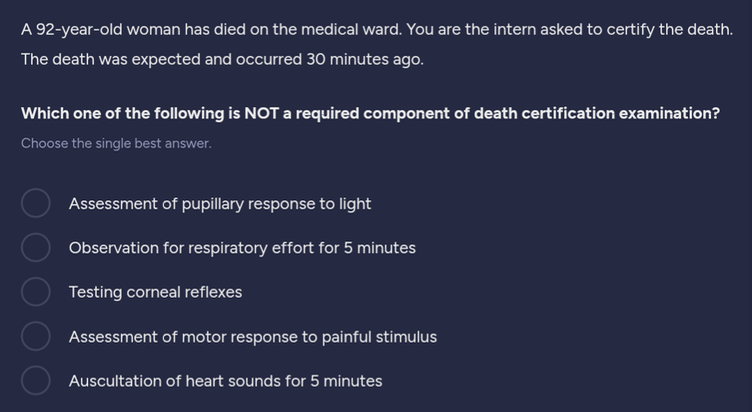 A 92-year-old woman has died on the medical ward. You are the intern asked to certify the death.
The death was expected and occurred 30 minutes ago.
Which one of the following is NOT a required component of death certification examination?
Choose the single best answer.
Assessment of pupillary response to light
Observation for respiratory effort for 5 minutes
Testing corneal reflexes
Assessment of motor response to painful stimulus
Auscultation of heart sounds for 5 minutes